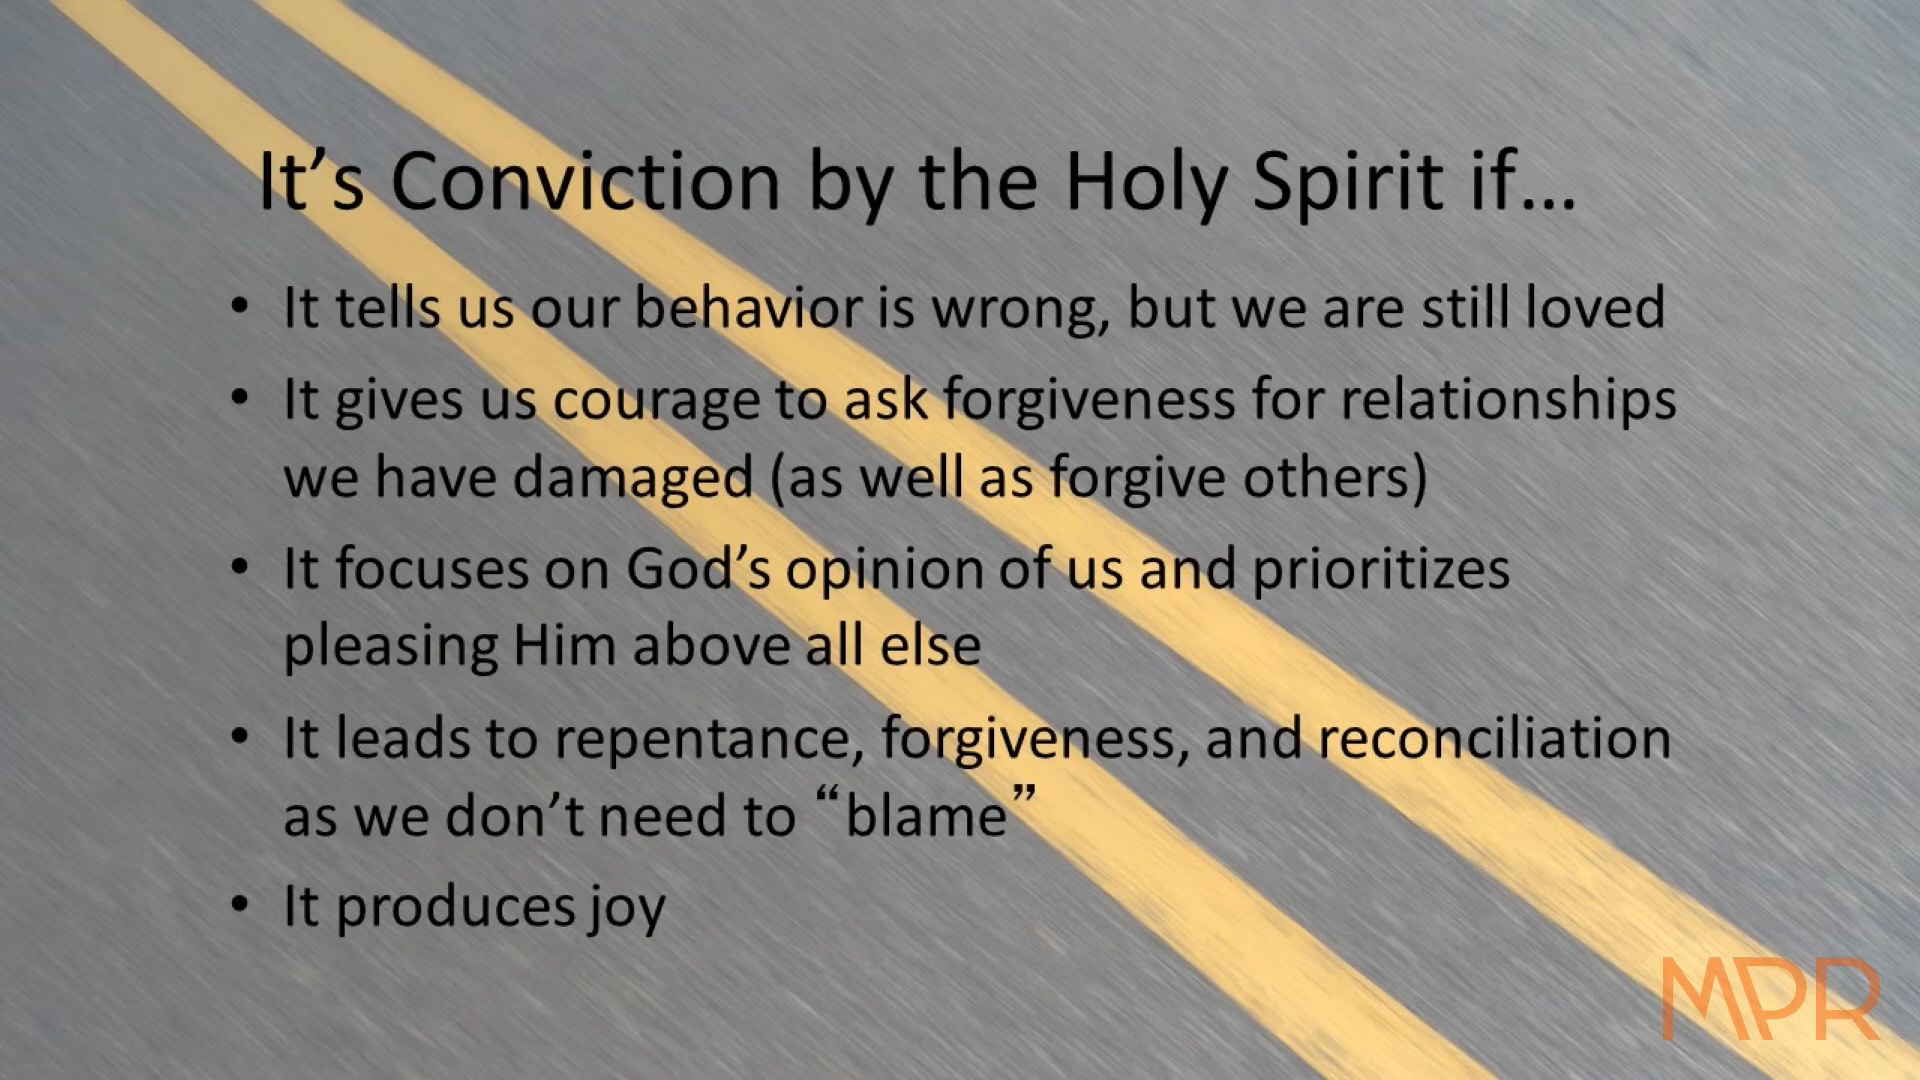 It’s Conviction by the Holy Spirit if…
• It tells us our behavior is wrong, but we are still loved
• It gives us courage to ask forgiveness for relationships
we have damaged (as well as forgive others)
• It focuses on God’s opinion of us and prioritizes
pleasing Him above all else
• It leads to repentance, forgiveness, and reconciliation
as we don’t need to “blame”
• It produces joy
MPR